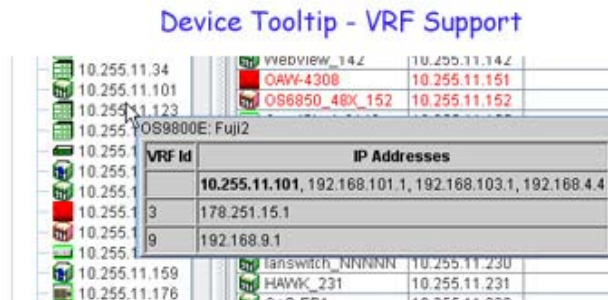 Device Tooltip - VRF Support
10.255.11.34
10.255.11.101
10.255.11.123
10.255.1
10.255.1
10.255.1
10.255.1
10.255.1
10.255.1
10.255.1
10.255.11.159
10.255.11.176
Webview_142 10.255.11.142
OAW-4308 10.255.11.151
OS6850_48X_152 10.255.11.152
OS9800E: Fuji2
VRF Id IP Addresses
10.255.11.101, 192.168.101.1, 192.168.103.1, 192.168.4.4
3 178.251.15.1
9 192.168.9.1
lanswitch_NNNNN 10.255.11.230
HAWK_231 10.255.11.231